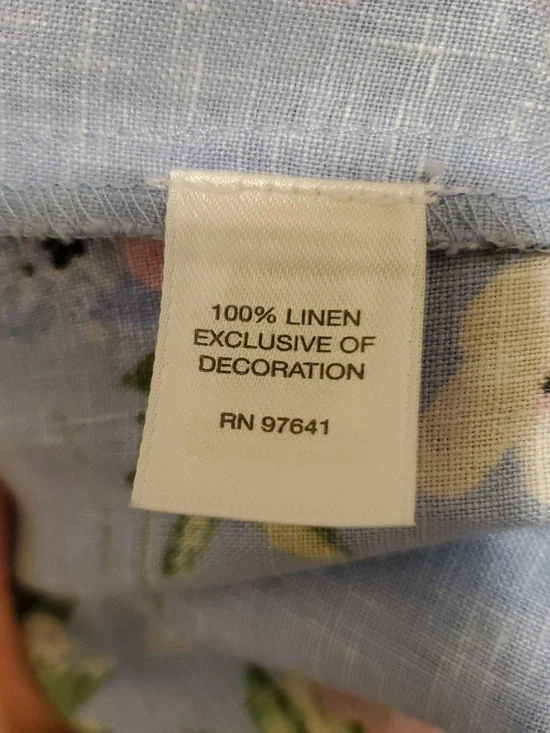 100% LINEN
EXCLUSIVE OF
DECORATION
RN 97641